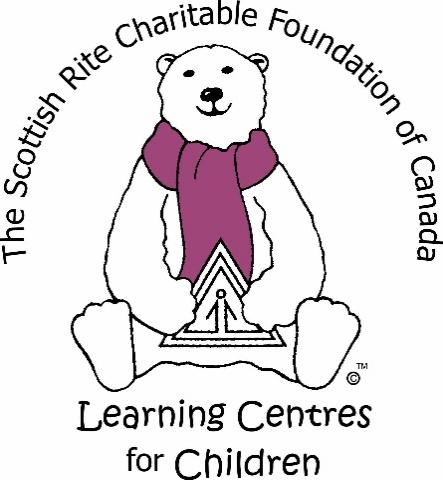 The Scottish Rite Charitable Foundation of Canada
TM
©
Learning Centres
for Children